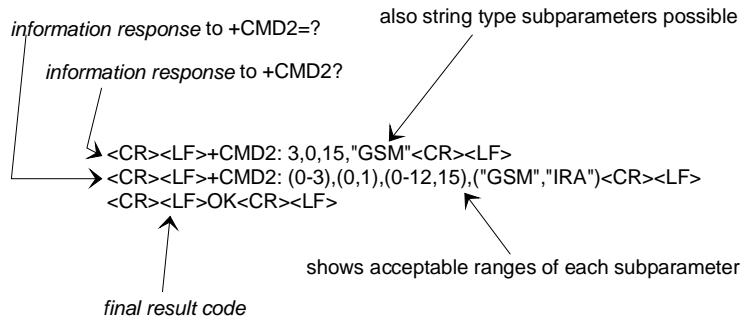 also string type subparameters possible
information response to +CMD2=?
information response to +CMD2?
<CR><LF>+CMD2: 3,0,15,"GSM"<CR><LF>
<CR><LF>+CMD2: (0-3),(0,1),(0-12,15),("GSM","IRA")<CR><LF>
<CR><LF>OK<CR><LF>
shows acceptable ranges of each subparameter
final result code